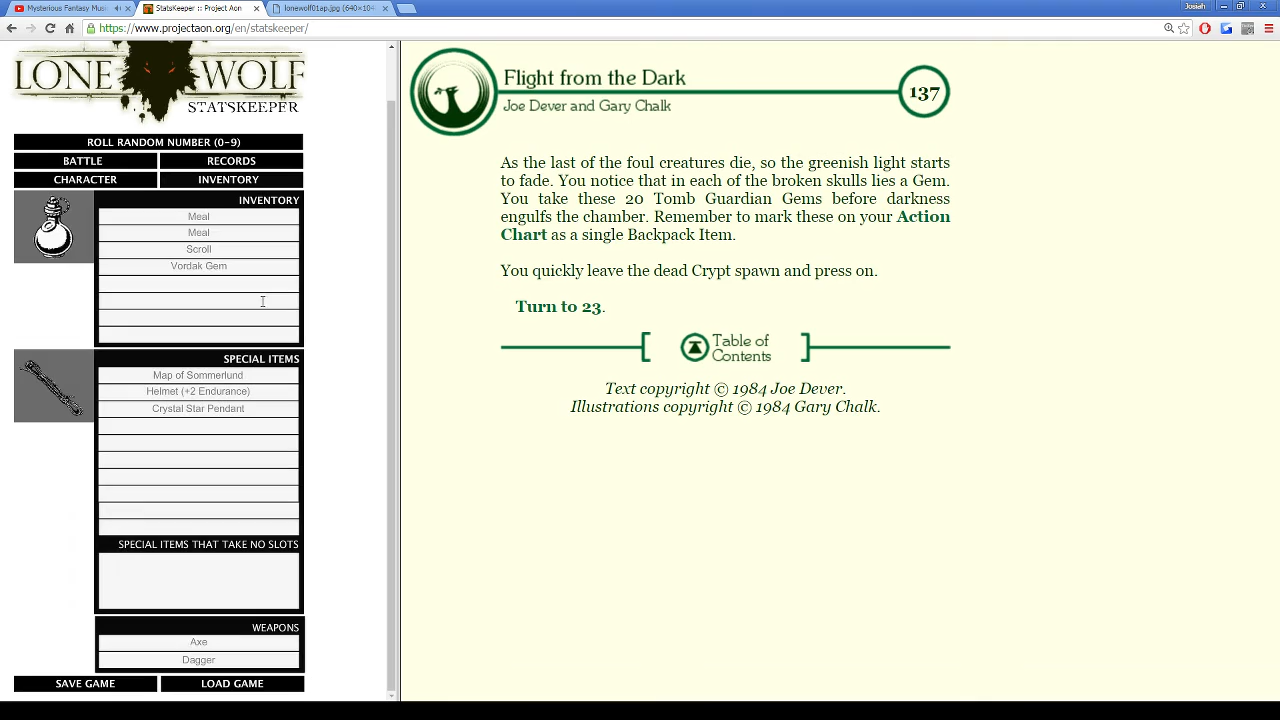 Mysterious Fantasy Music
StatsKeeper :: Project Aon
lonewolf01ap.jpg (640×104
Josiah
https://www.projectaon.org/en/statskeeper/
LONE WOLF
STATSKEEPER
ROLL RANDOM NUMBER (0-9)
BATTLE
RECORDS
CHARACTER
INVENTORY
INVENTORY
Meal
Meal
Scroll
Vordak Gem
SPECIAL ITEMS
Map of Sommerlund
Helmet (+2 Endurance)
Crystal Star Pendant
SPECIAL ITEMS THAT TAKE NO SLOTS
WEAPONS
Axe
Dagger
SAVE GAME
LOAD GAME
Flight from the Dark
Joe Dever and Gary Chalk
137
As the last of the foul creatures die, so the greenish light starts
to fade. You notice that in each of the broken skulls lies a Gem.
You take these 20 Tomb Guardian Gems before darkness
engulfs the chamber. Remember to mark these on your Action
Chart as a single Backpack Item.
You quickly leave the dead Crypt spawn and press on.
Turn to 23.
Table of
Contents
Text copyright © 1984 Joe Dever.
Illustrations copyright © 1984 Gary Chalk.